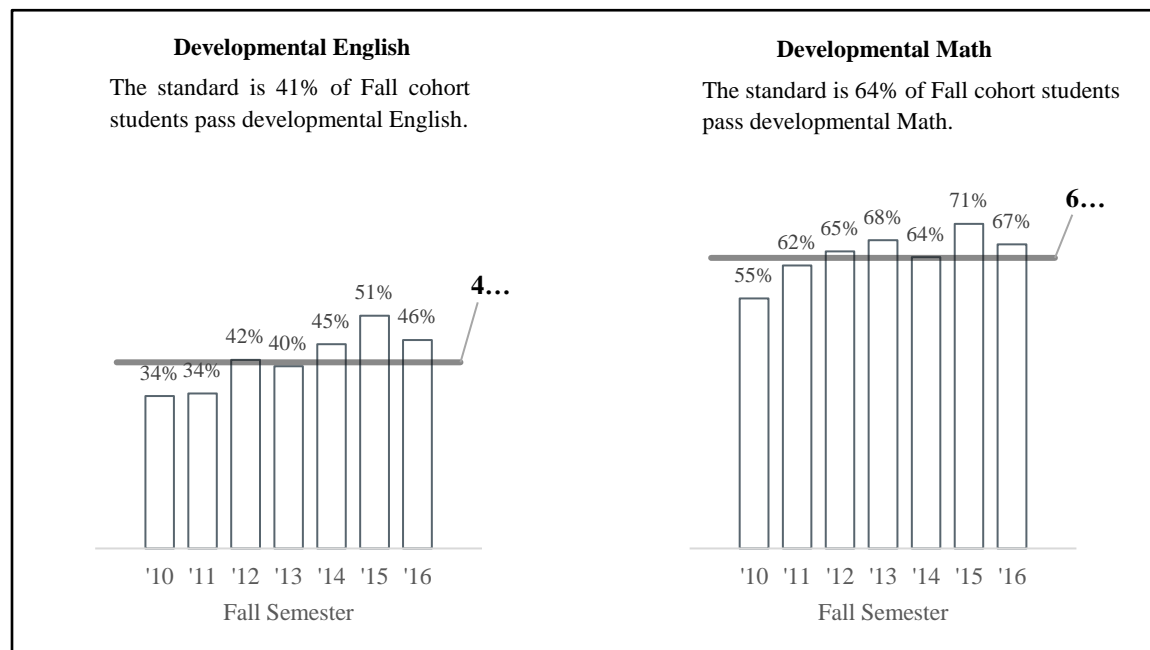 Developmental English
The standard is 41% of Fall cohort
students pass developmental English.
4...
51%
46%
45%
42%
40%
34%
34%
'10 '11 '12 '13 '14 '15 '16
Fall Semester
Developmental Math
The standard is 64% of Fall cohort students
pass developmental Math.
6...
71%
68%
67%
65%
64%
62%
55%
'10 '11 '12 '13 '14 '15 '16
Fall Semester